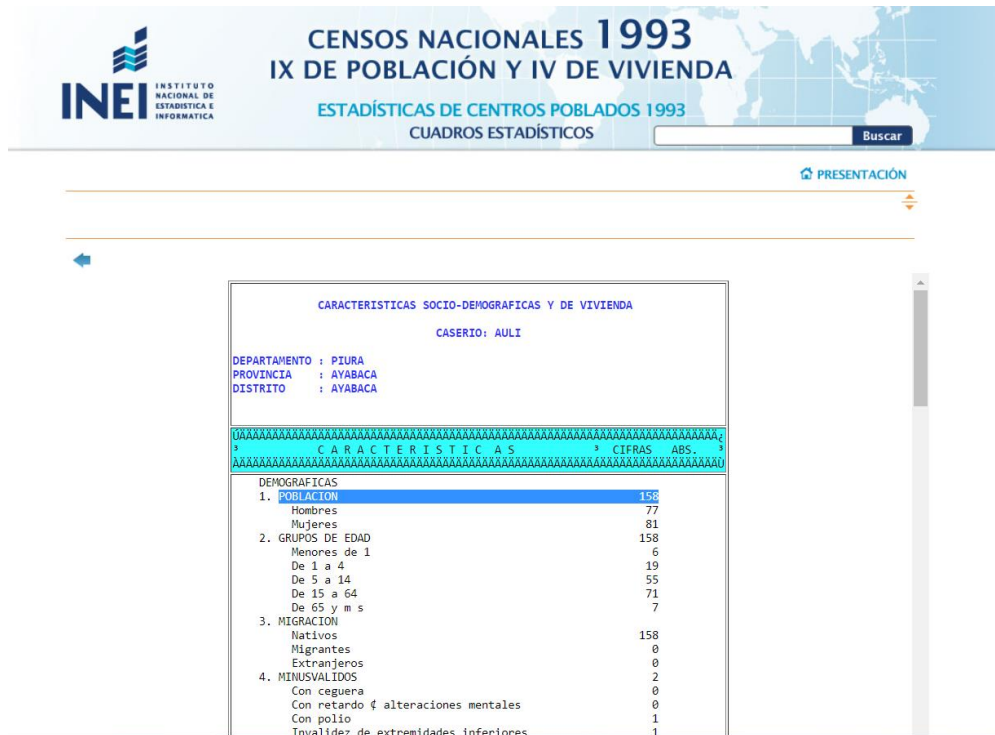 CENSOS NACIONALES 1993
IX DE POBLACIÓN Y IV DE VIVIENDA
INEI
INSTITUTO
NACIONAL DE
ESTADISTICA E
INFORMATICA
ESTADÍSTICAS DE CENTROS POBLADOS 1993
CUADROS ESTADÍSTICOS
Buscar
PRESENTACIÓN
CARACTERISTICAS SOCIO-DEMOGRAFICAS Y DE VIVIENDA
CASERIO: AULI
DEPARTAMENTO : PIURA
PROVINCIA : AYABACA
DISTRITO : AYABACA
³ C A R A C T E R I S T I C A S ³ CIFRAS ABS. ³
DEMOGRAFICAS
1. POBLACION 158
Hombres 77
Mujeres 81
2. GRUPOS DE EDAD 158
Menores de 1 6
De 1 a 4 19
De 5 a 14 55
De 15 a 64 71
De 65 y m s 7
3. MIGRACION
Nativos 158
Migrantes 0
Extranjeros 0
4. MINUSVALIDOS 2
Con ceguera 0
Con retardo ¢ alteraciones mentales 0
Con polio 1
Invalidez de extremidades inferiores 1